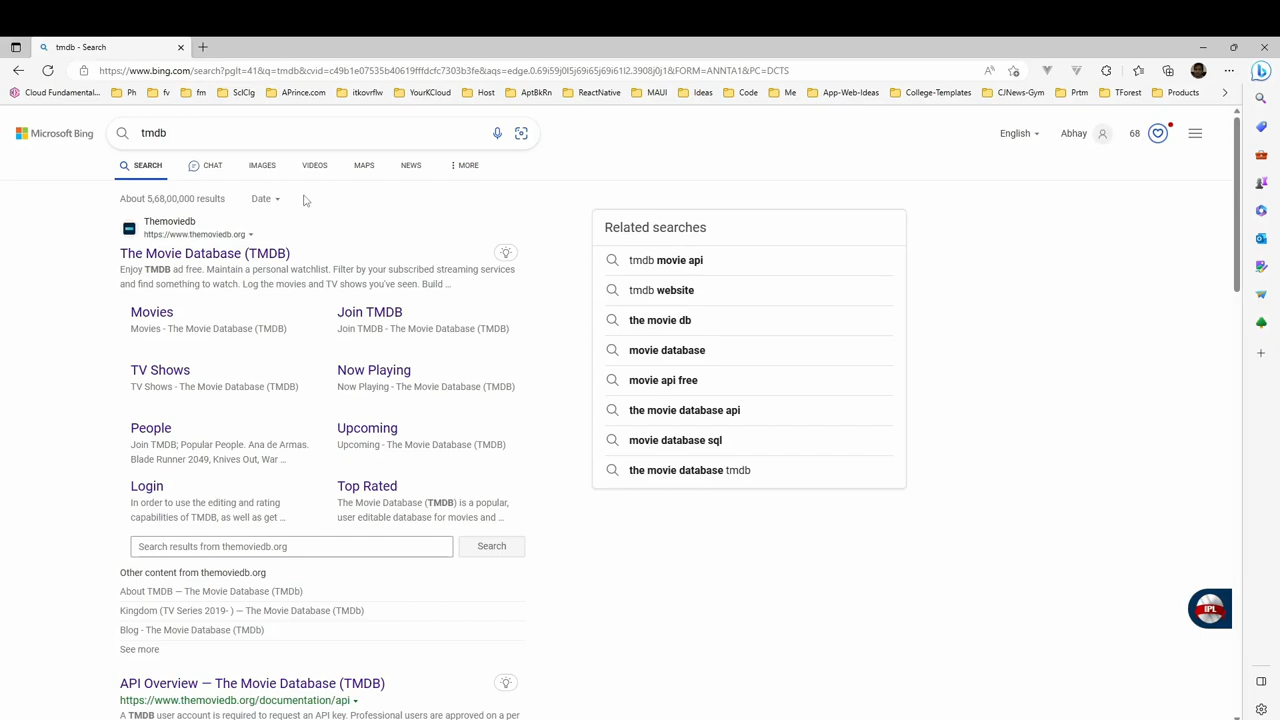 tmdb - Search
https://www.bing.com/search?pglt=41&q=tmdb&cvid=c49b1e07535b40619fffdcfc7303b3fe&aqs=edge.0.69i59j0l5j69i65j69i61l2.3908j0j1&FORM=ANNTA1&PC=DCTS
Cloud Fundamental... Ph fv fm SclClg APrince.com itkovrflw YourKCloud Host AptBkRn ReactNative MAUI Ideas Code Me App-Web-Ideas College-Templates CJNews-Gym Prtm TForest Products
Microsoft Bing tmdb English Abhay 68
SEARCH CHAT IMAGES VIDEOS MAPS NEWS MORE
About 5,68,00,000 results Date
Themoviedb
https://www.themoviedb.org
The Movie Database (TMDB)
Enjoy TMDB ad free. Maintain a personal watchlist. Filter by your subscribed streaming services
and find something to watch. Log the movies and TV shows you've seen. Build ...
Movies
Movies - The Movie Database (TMDB)
Join TMDB
Join TMDB - The Movie Database (TMDB)
TV Shows
TV Shows - The Movie Database (TMDB)
Now Playing
Now Playing - The Movie Database (TMDB)
People
Join TMDB; Popular People. Ana de Armas.
Blade Runner 2049, Knives Out, War ...
Upcoming
Upcoming - The Movie Database (TMDB)
Login
In order to use the editing and rating
capabilities of TMDB, as well as get ...
Top Rated
The Movie Database (TMDB) is a popular,
user editable database for movies and ...
Search results from themoviedb.org Search
Other content from themoviedb.org
About TMDB — The Movie Database (TMDb)
Kingdom (TV Series 2019- ) — The Movie Database (TMDb)
Blog - The Movie Database (TMDb)
See more
API Overview — The Movie Database (TMDB)
https://www.themoviedb.org/documentation/api
A TMDB user account is required to request an API key. Professional users are approved on a per
Related searches
tmdb movie api
tmdb website
the movie db
movie database
movie api free
the movie database api
movie database sql
the movie database tmdb
IPL